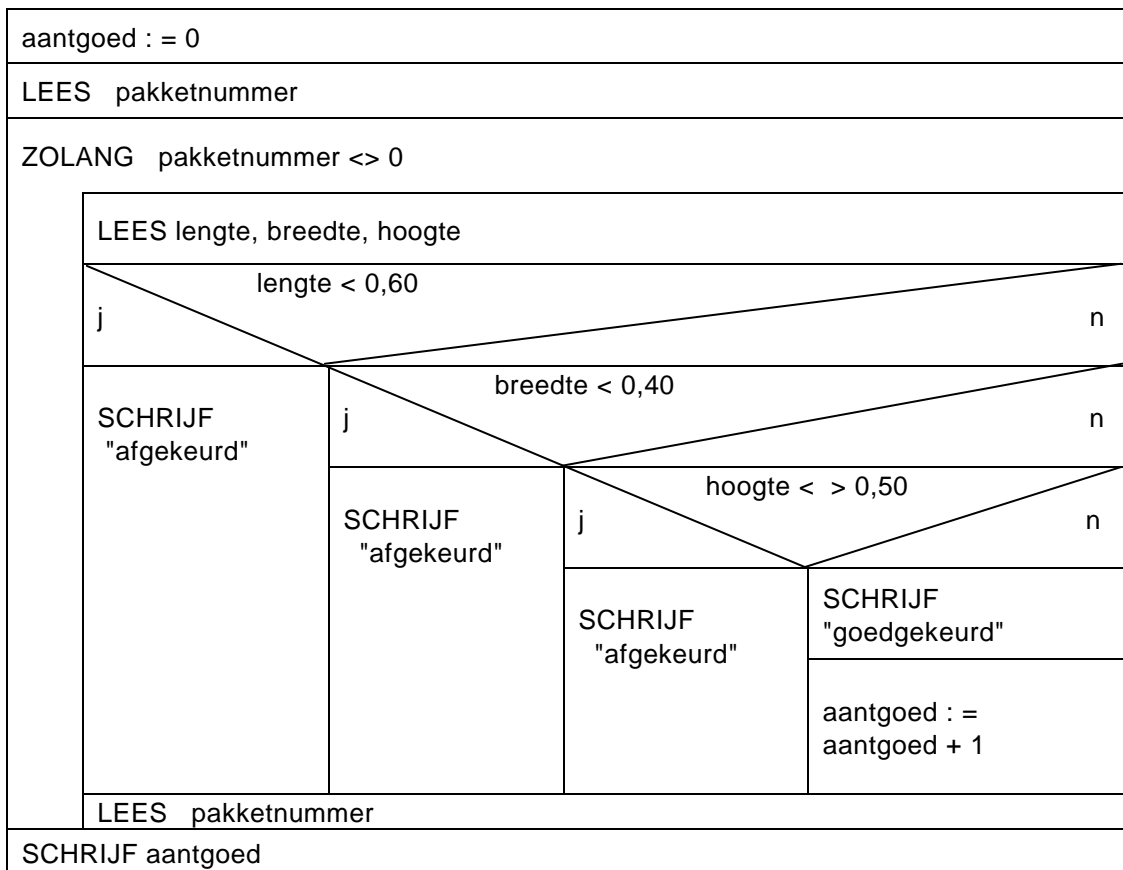 aantgoed : = 0
LEES pakketnummer
ZOLANG pakketnummer <> 0
LEES lengte, breedte, hoogte
lengte < 0,60
j
n
breedte < 0,40
SCHRIJF
"afgekeurd"
j
n
hoogte < > 0,50
SCHRIJF
"afgekeurd"
j
n
SCHRIJF
"afgekeurd"
SCHRIJF
"goedgekeurd"
aantgoed : =
aantgoed + 1
LEES pakketnummer
SCHRIJF aantgoed